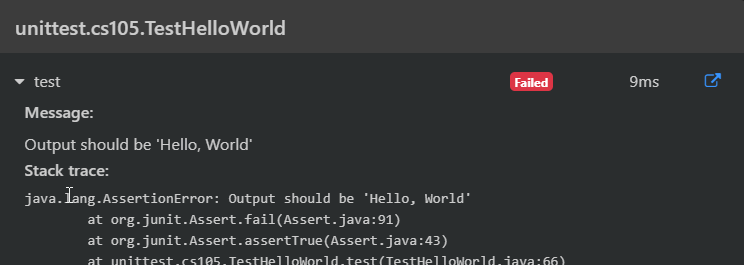 unittest.cs105.TestHelloWorld
test Failed 9ms
Message:
Output should be 'Hello, World'
Stack trace:
java.lang.AssertionError: Output should be 'Hello, World'
at org.junit.Assert.fail(Assert.java:91)
at org.junit.Assert.assertTrue(Assert.java:43)
at unittest.cs105.TestHelloWorld.test(TestHelloWorld.java:66)